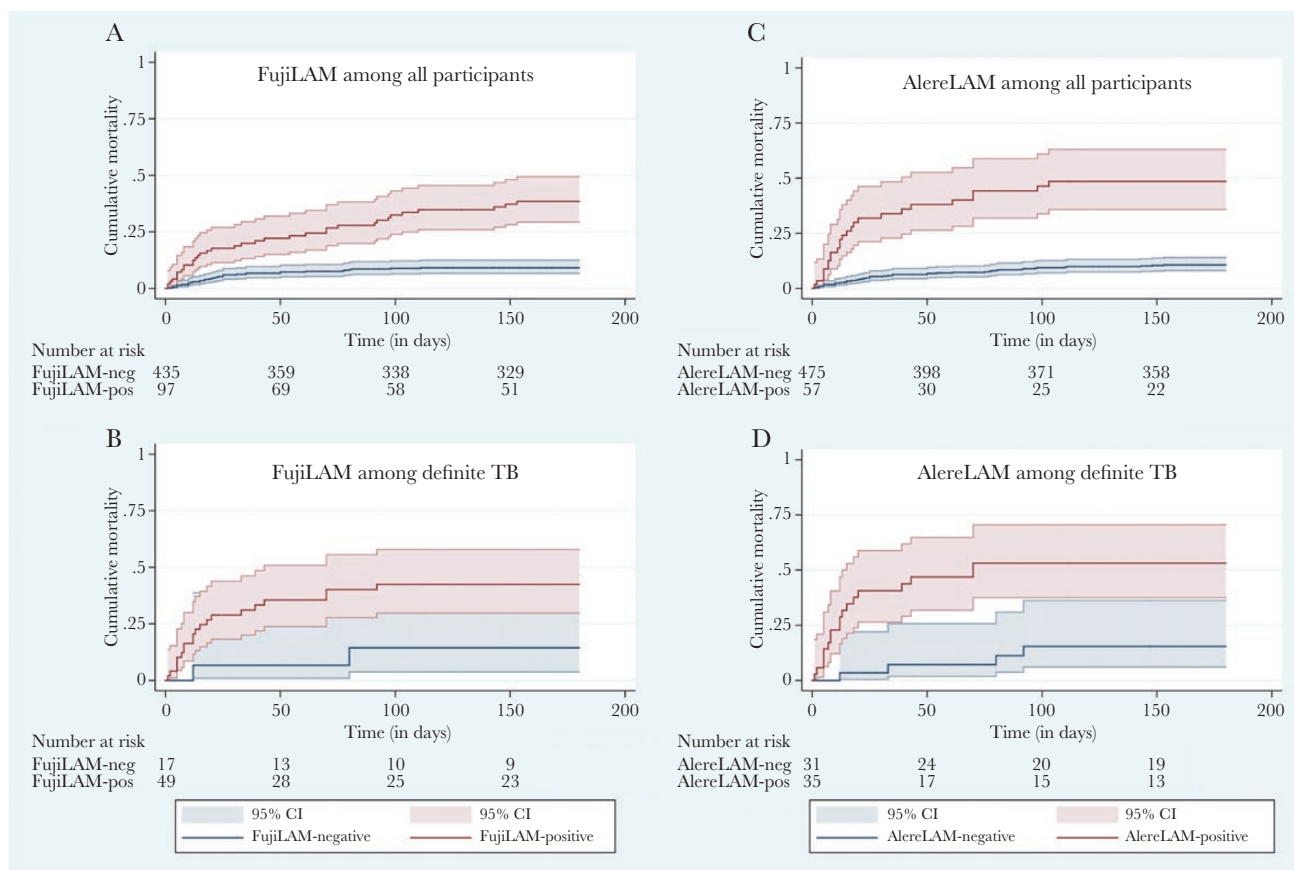 A
FujiLAM among all participants
Cumulative mortality
1
.75
.5
.25
0
0 50 100 150 200
Time (in days)
Number at risk
FujiLAM-neg 435 359 338 329
FujiLAM-pos 97 69 58 51
C
AlereLAM among all participants
Cumulative mortality
1
.75
.5
.25
0
0 50 100 150 200
Time (in days)
Number at risk
AlereLAM-neg 475 398 371 358
AlereLAM-pos 57 30 25 22
B
FujiLAM among definite TB
Cumulative mortality
1
.75
.5
.25
0
0 50 100 150 200
Time (in days)
Number at risk
FujiLAM-neg 17 13 10 9
FujiLAM-pos 49 28 25 23
95% CI 95% CI
FujiLAM-negative FujiLAM-positive
D
AlereLAM among definite TB
Cumulative mortality
1
.75
.5
.25
0
0 50 100 150 200
Time (in days)
Number at risk
AlereLAM-neg 31 24 20 19
AlereLAM-pos 35 17 15 13
95% CI 95% CI
AlereLAM-negative AlereLAM-positive